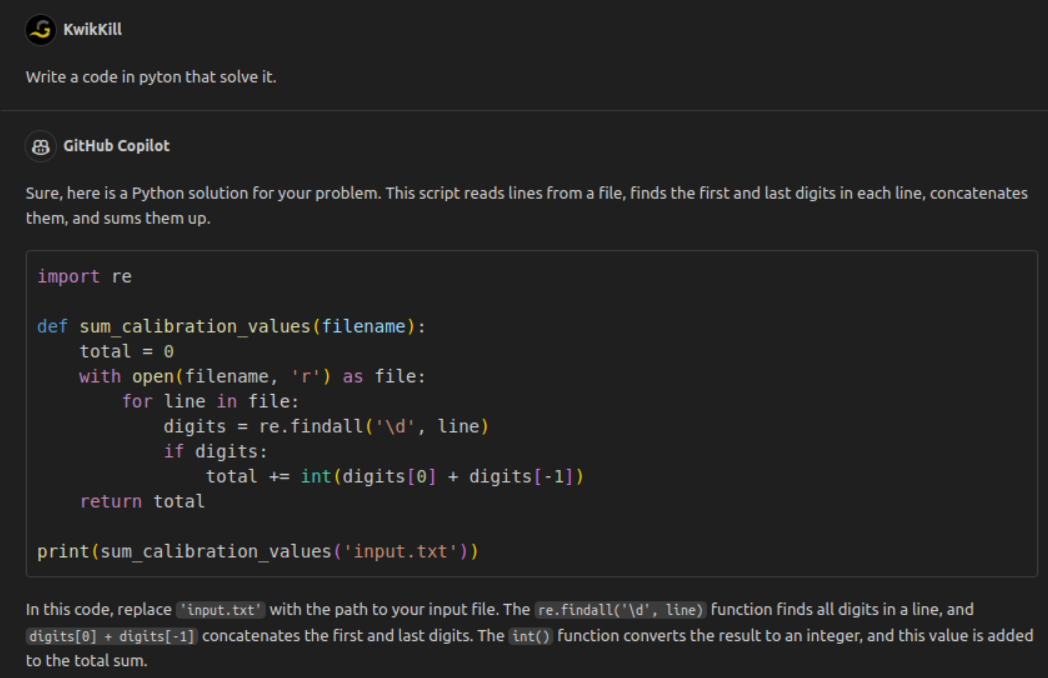 KwikKill
Write a code in pyton that solve it.
GitHub Copilot
Sure, here is a Python solution for your problem. This script reads lines from a file, finds the first and last digits in each line, concatenates
them, and sums them up.
import re
def sum_calibration_values(filename):
    total = 0
    with open(filename, 'r') as file:
        for line in file:
            digits = re.findall('\d', line)
            if digits:
                total += int(digits[0] + digits[-1])
    return total
print(sum_calibration_values('input.txt'))
In this code, replace 'input.txt' with the path to your input file. The re.findall('\d', line) function finds all digits in a line, and
digits[0] + digits[-1] concatenates the first and last digits. The int() function converts the result to an integer, and this value is added
to the total sum.